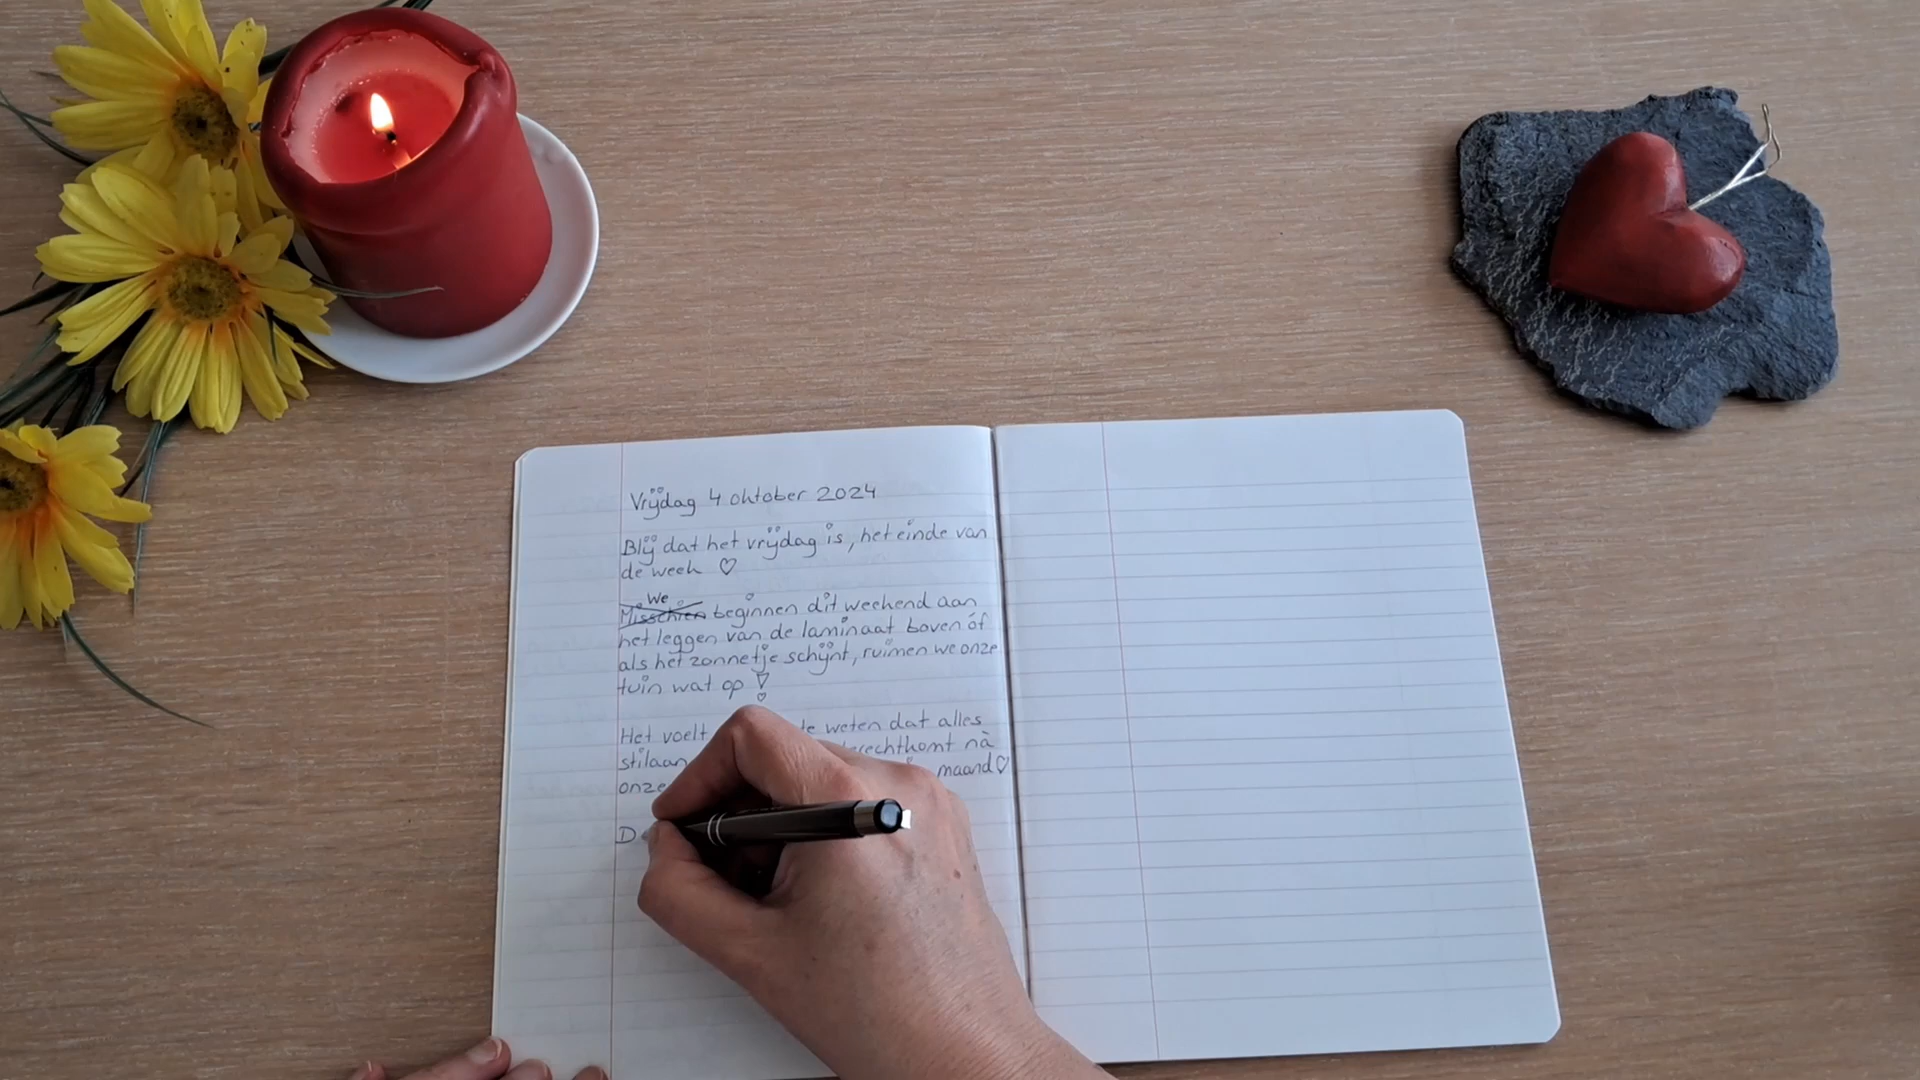 Vrijdag 4 oktober 2024
Blij dat het vrijdag is, het einde van
de week ♡
We
Misschien beginnen dit weekend aan
het leggen van de laminaat boven óf
als het zonnetje schijnt, ruimen we onze
tuin wat op !
Het voelt te weten dat alles
stilaan terechtkomt nà
onze maand ♡
D